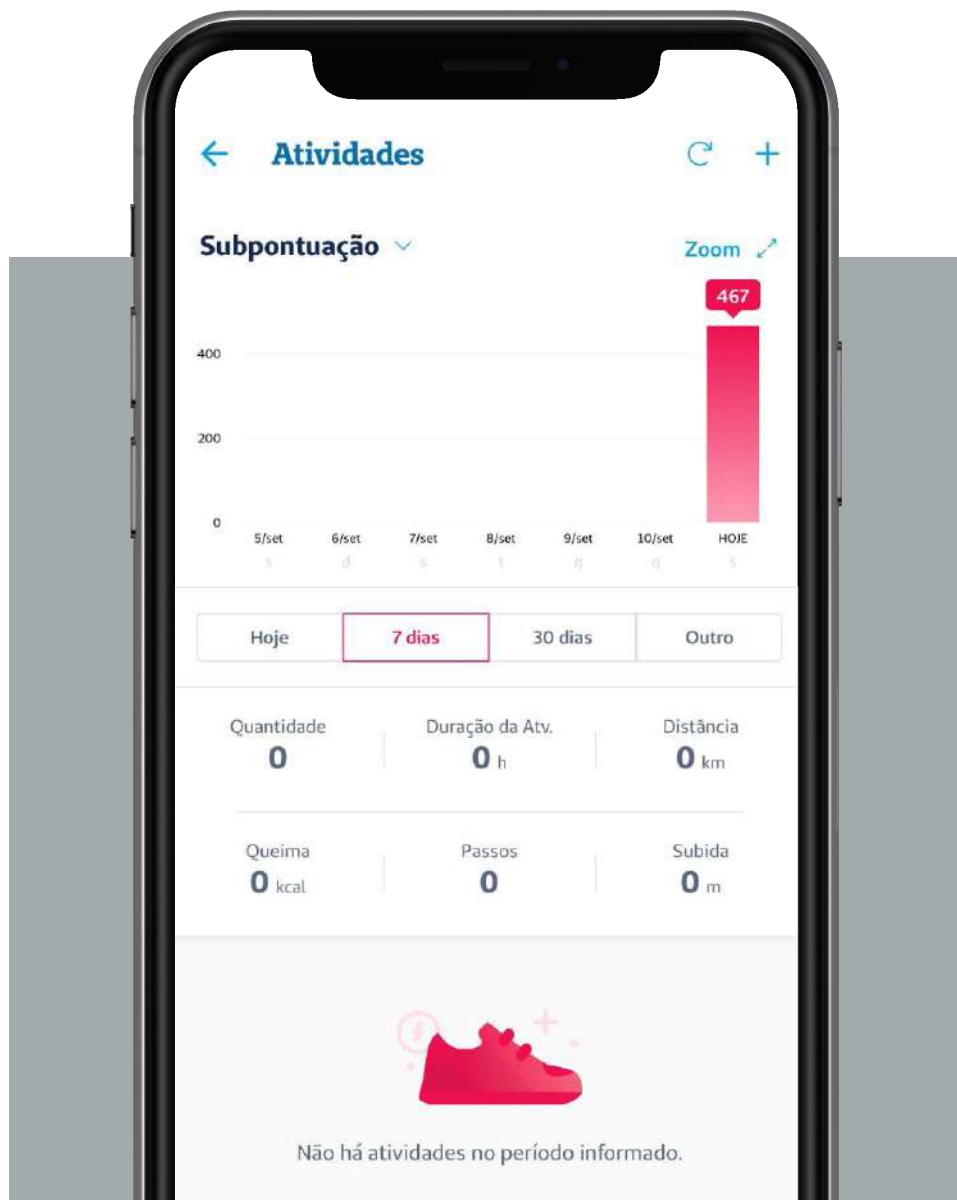 Atividades
Subpontuação
Zoom
467
400
200
0
5/set 6/set 7/set 8/set 9/set 10/set HOJE
s d s t q q s
Hoje 7 dias 30 dias Outro
Quantidade Duração da Atv. Distância
0 0 h 0 km
Queima Passos Subida
0 kcal 0 0 m
Não há atividades no período informado.